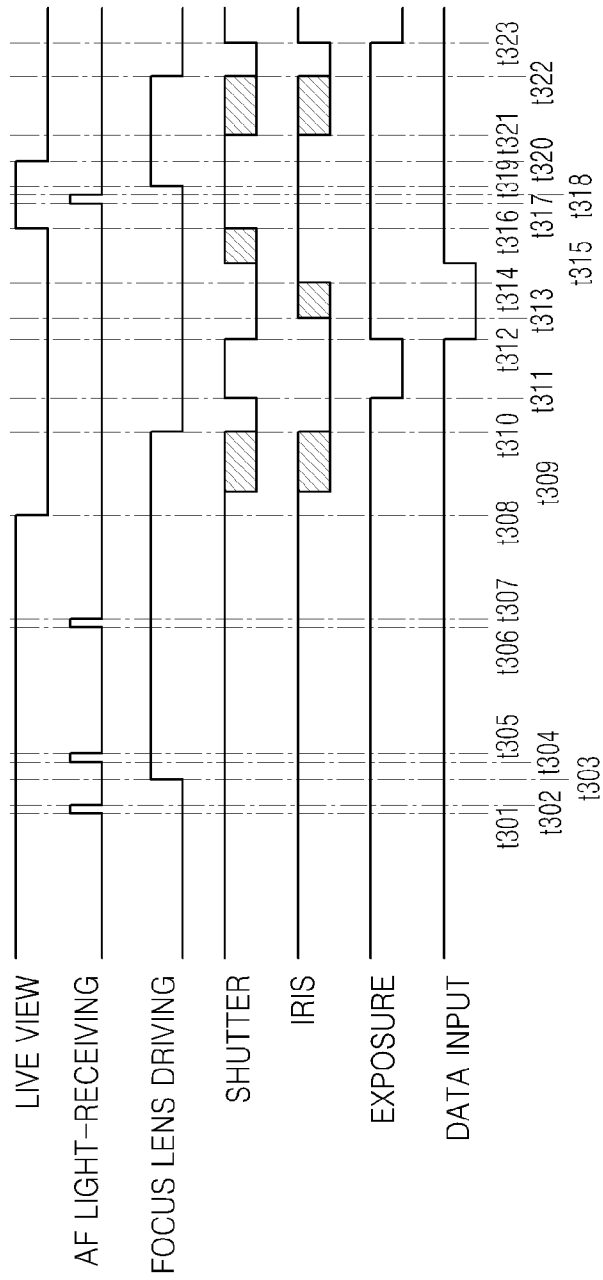 LIVE VIEW
AF LIGHT-RECEIVING
FOCUS LENS DRIVING
SHUTTER
IRIS
EXPOSURE
DATA INPUT
t301
t302
t303
t304
t305
t306
t307
t308
t309
t310
t311
t312
t313
t314
t315
t316
t317
t318
t319
t320
t321
t322
t323